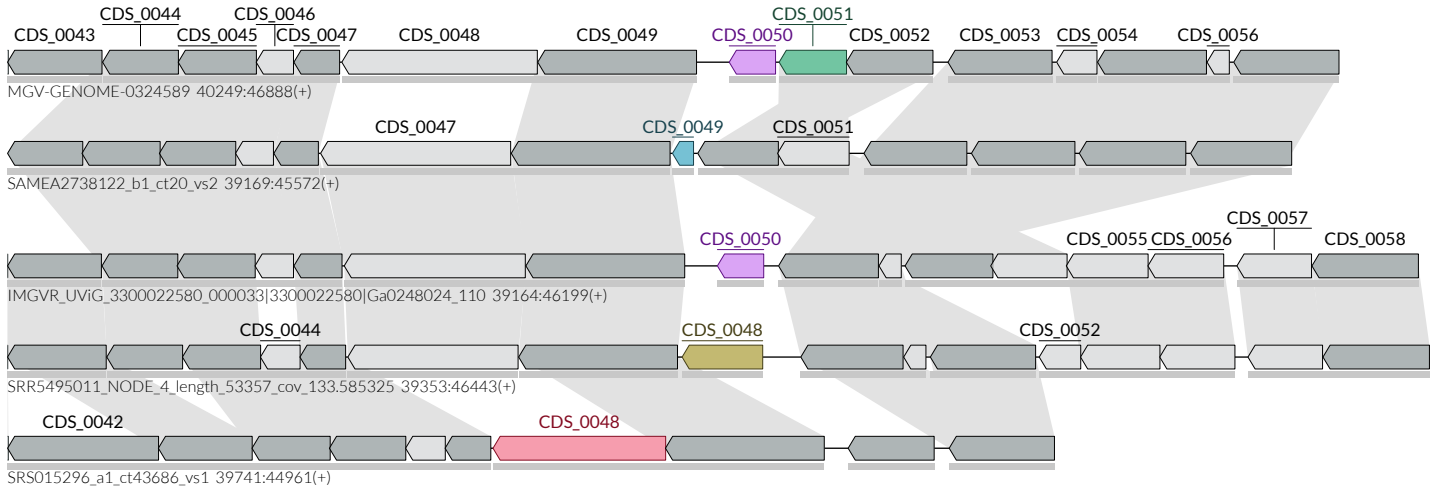 CDS_0043 CDS_0044 CDS_0045 CDS_0046 CDS_0047 CDS_0048 CDS_0049 CDS_0050 CDS_0051 CDS_0052 CDS_0053 CDS_0054 CDS_0056
MGV-GENOME-0324589 40249:46888(+)
CDS_0047 CDS_0049 CDS_0051
SAMEA2738122_b1_ct20_vs2 39169:45572(+)
CDS_0050 CDS_0055 CDS_0056 CDS_0057 CDS_0058
IMGVR_UViG_3300022580_000033|3300022580|Ga0248024_110 39164:46199(+)
CDS_0044 CDS_0048 CDS_0052
SRR5495011_NODE_4_length_53357_cov_133.585325 39353:46443(+)
CDS_0042 CDS_0048
SRS015296_a1_ct43686_vs1 39741:44961(+)